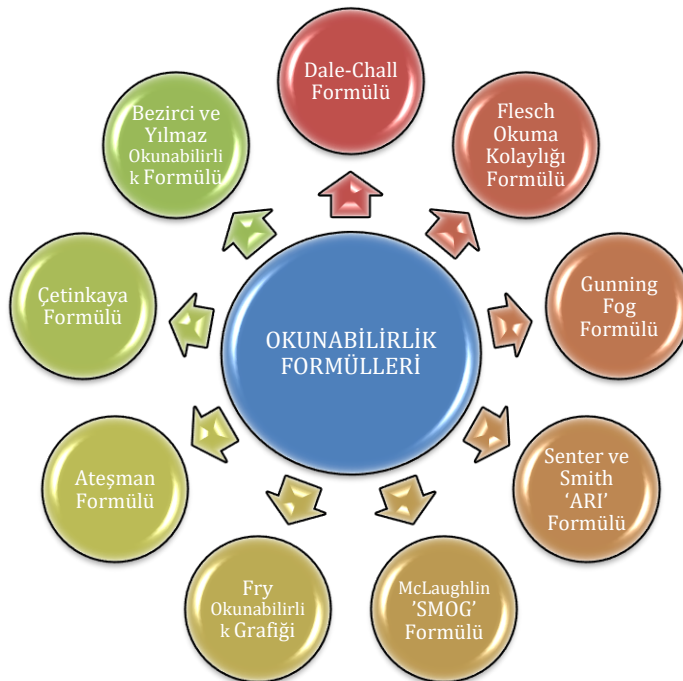 OKUNABİLİRLİK
FORMÜLLERİ
Dale-Chall
Formülü
Flesch
Okuma
Kolaylığı
Formülü
Gunning
Fog
Formülü
Senter ve
Smith
‘ARI’
Formülü
McLaughlin
’SMOG’
Formülü
Fry
Okunabilirli
k Grafiği
Ateşman
Formülü
Çetinkaya
Formülü
Bezirci ve
Yılmaz
Okunabilirli
k Formülü